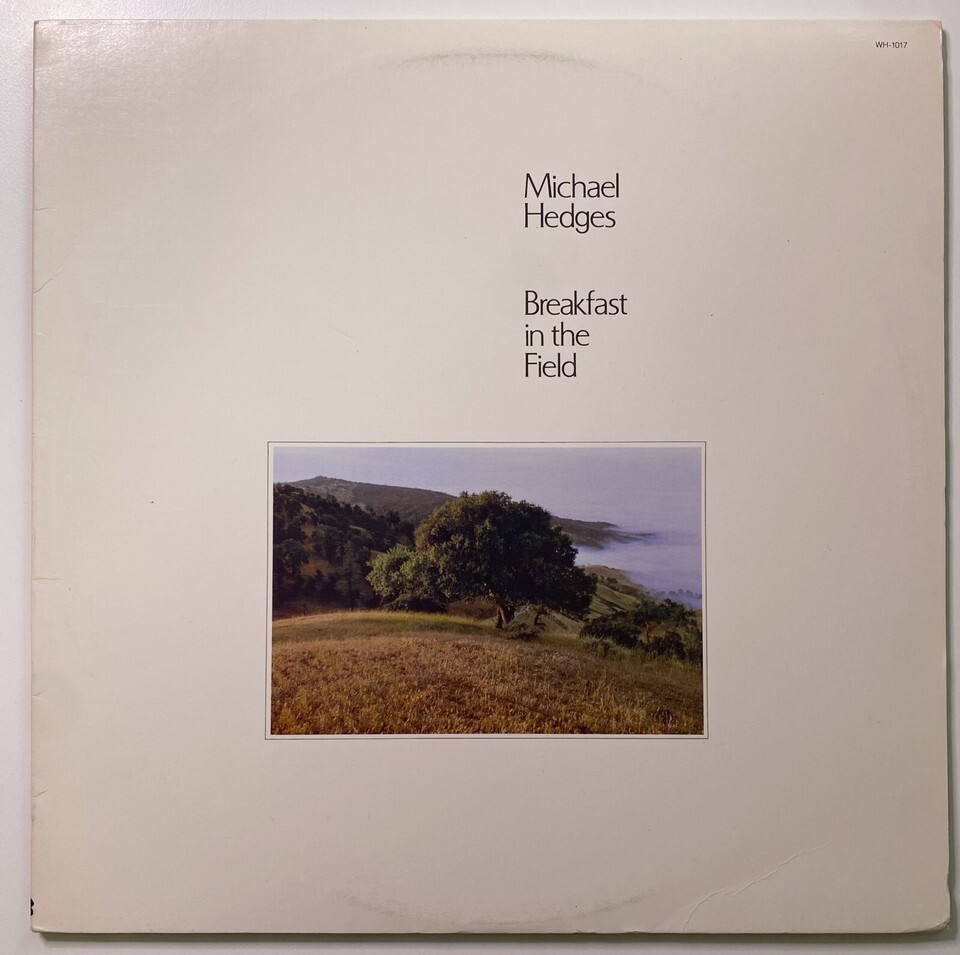 WH-1017
Michael
Hedges
Breakfast
in the
Field